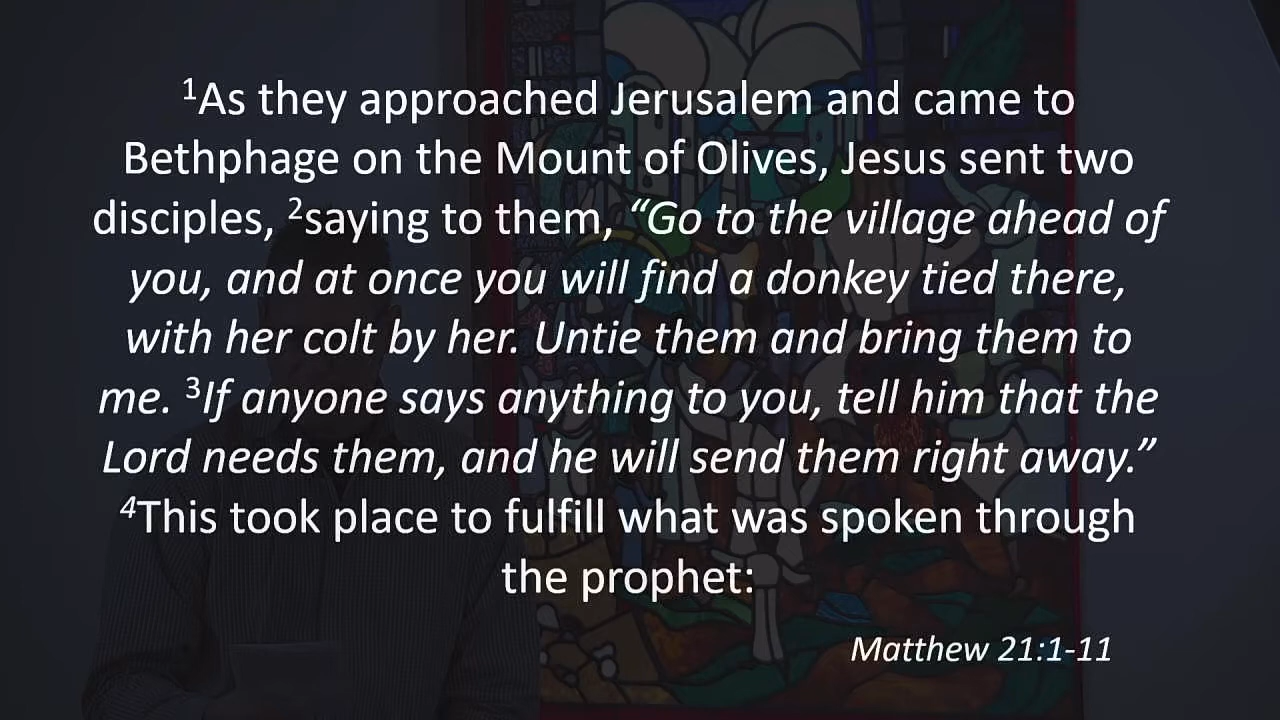 ¹As they approached Jerusalem and came to
Bethphage on the Mount of Olives, Jesus sent two
disciples, ²saying to them, “Go to the village ahead of
you, and at once you will find a donkey tied there,
with her colt by her. Untie them and bring them to
me. ³If anyone says anything to you, tell him that the
Lord needs them, and he will send them right away.”
⁴This took place to fulfill what was spoken through
the prophet:
Matthew 21:1-11